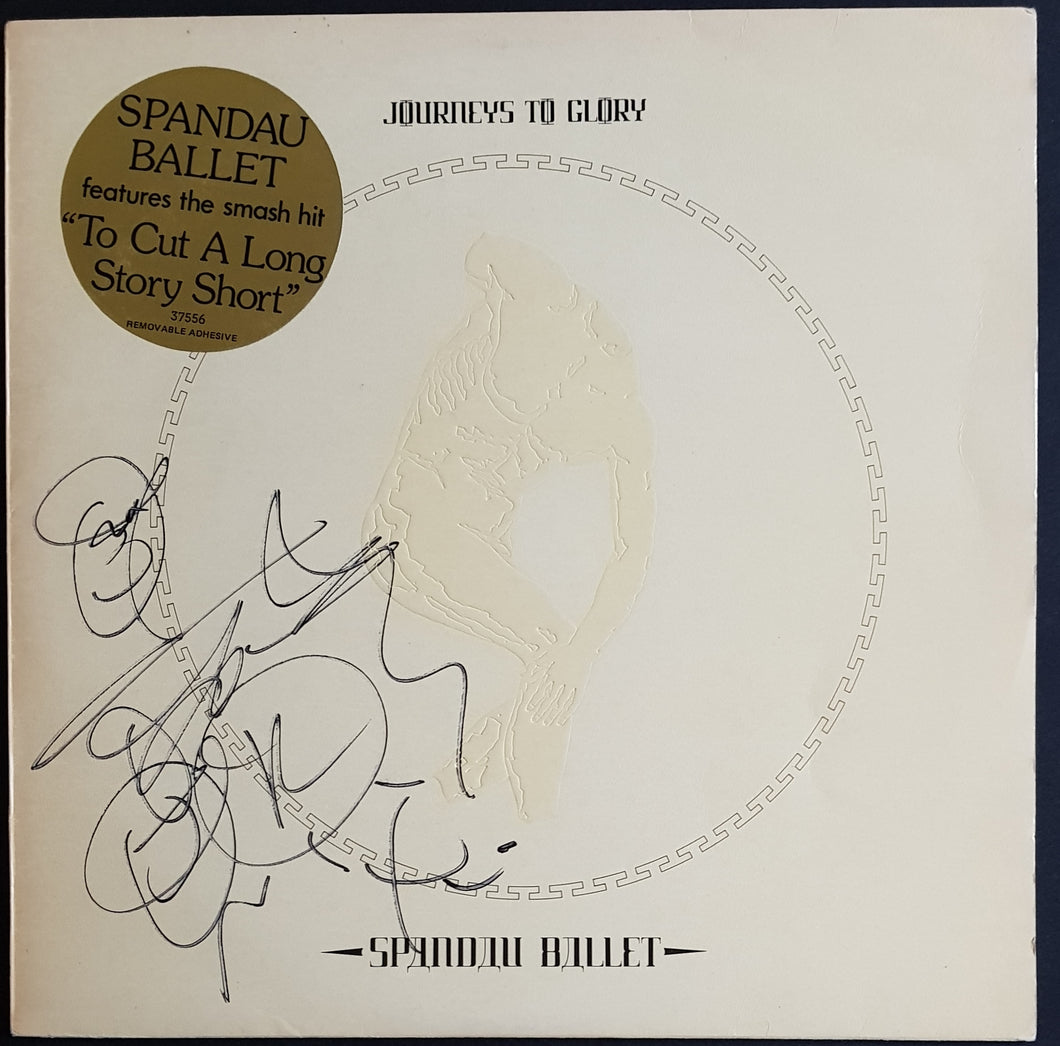 JOURNEYS TO GLORY
SPANDAU
BALLET
features the smash hit
“To Cut A Long
Story Short”
37556
REMOVABLE ADHESIVE
SPANDAU BALLET